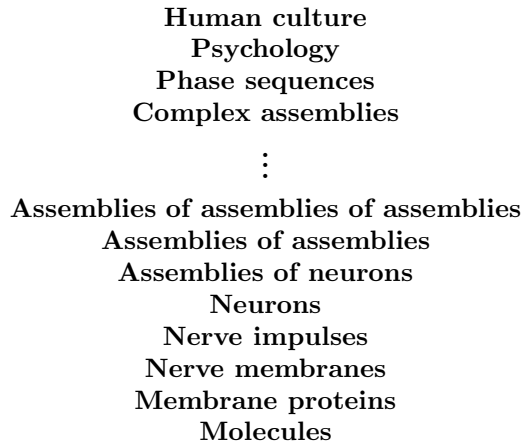 Human culture
Psychology
Phase sequences
Complex assemblies
⋮
Assemblies of assemblies of assemblies
Assemblies of assemblies
Assemblies of neurons
Neurons
Nerve impulses
Nerve membranes
Membrane proteins
Molecules